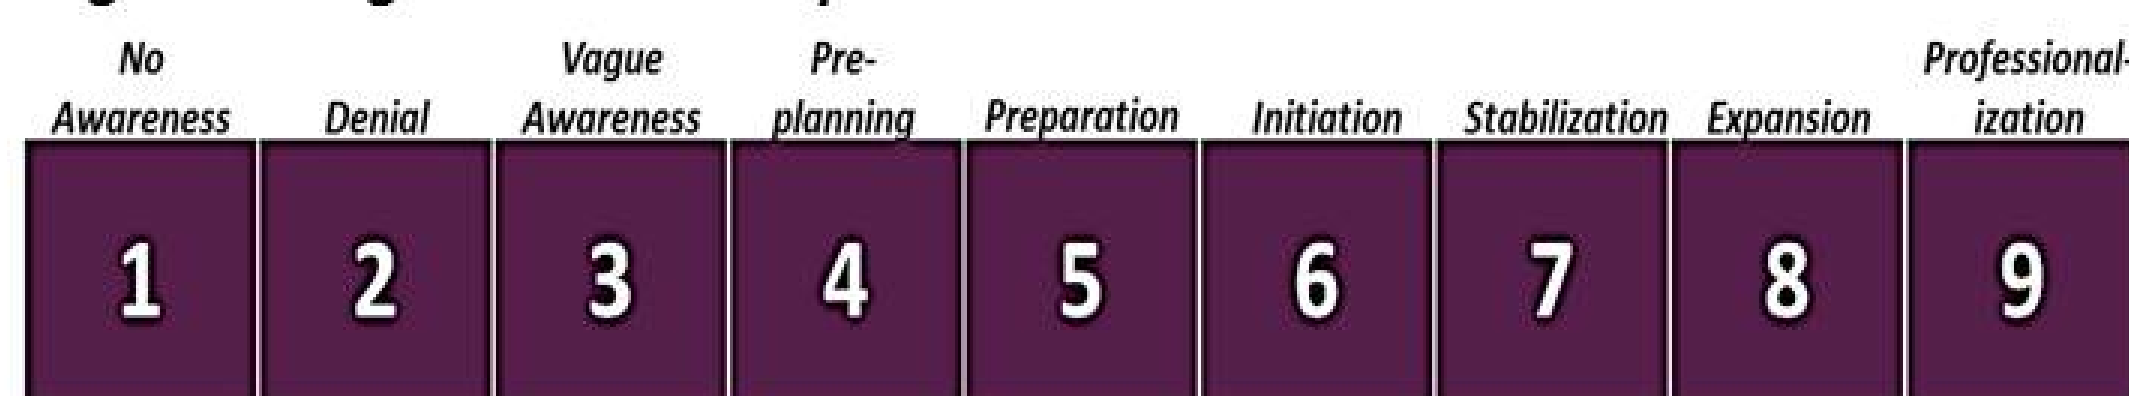 No Awareness
Denial
Vague Awareness
Pre-
planning
Preparation
Initiation
Stabilization
Expansion
Professional-
ization
1 2 3 4 5 6 7 8 9